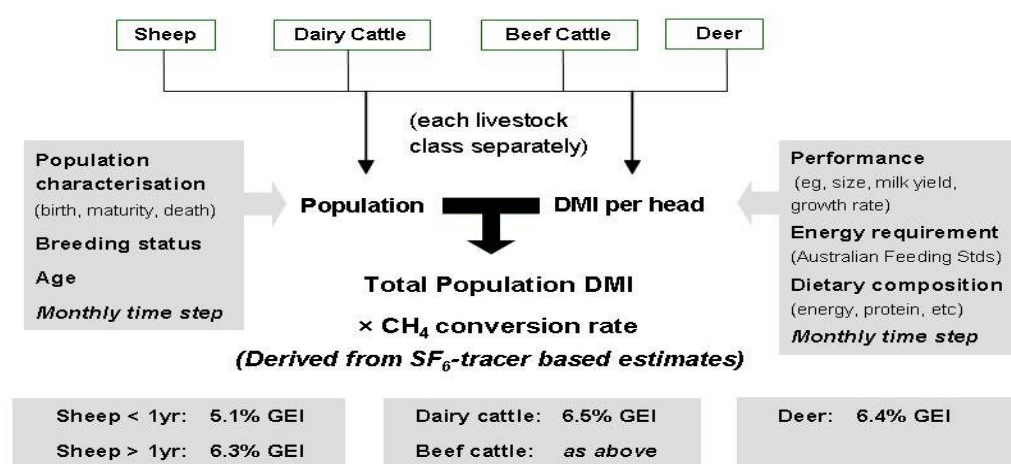 Sheep
Dairy Cattle
Beef Cattle
Deer
(each livestock
class separately)
Population
characterisation
(birth, maturity, death)
Breeding status
Age
Monthly time step
Population
DMI per head
Performance
(eg, size, milk yield,
growth rate)
Energy requirement
(Australian Feeding Stds)
Dietary composition
(energy, protein, etc)
Monthly time step
Total Population DMI
× CH₄ conversion rate
(Derived from SF₆-tracer based estimates)
Sheep < 1yr: 5.1% GEI
Sheep > 1yr: 6.3% GEI
Dairy cattle: 6.5% GEI
Beef cattle: as above
Deer: 6.4% GEI